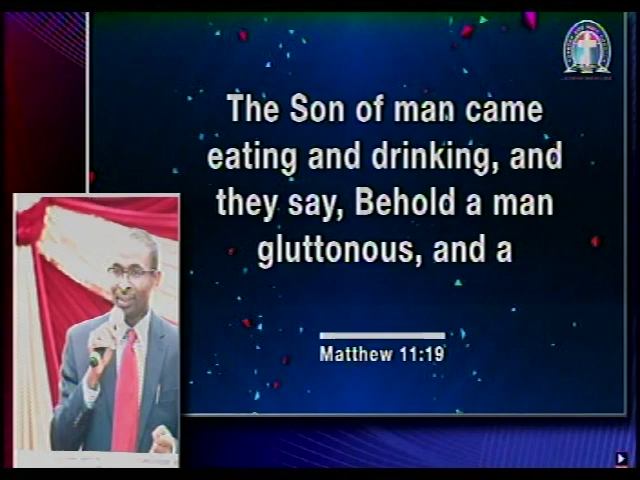 The Son of man came
eating and drinking, and
they say, Behold a man
gluttonous, and a
Matthew 11:19